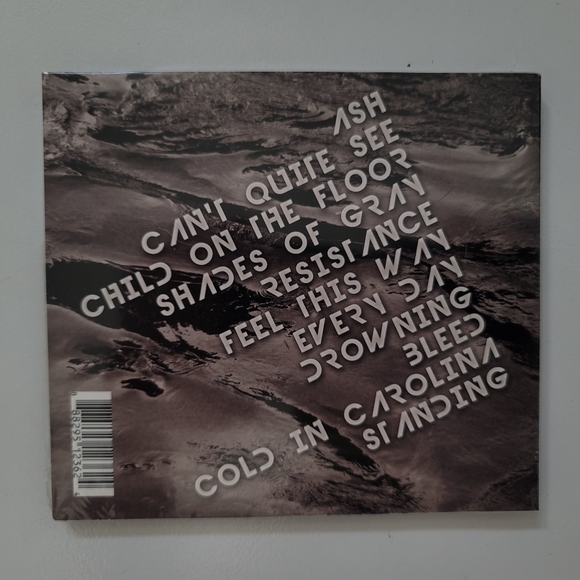 ASH
CAN'T QUITE SEE
CHILD ON THE FLOOR
SHADES OF GRAY
RESISTANCE
FEEL THIS WAY
EVERY DAY
DROWNING
BLEED
COLD IN CAROLINA
STANDING